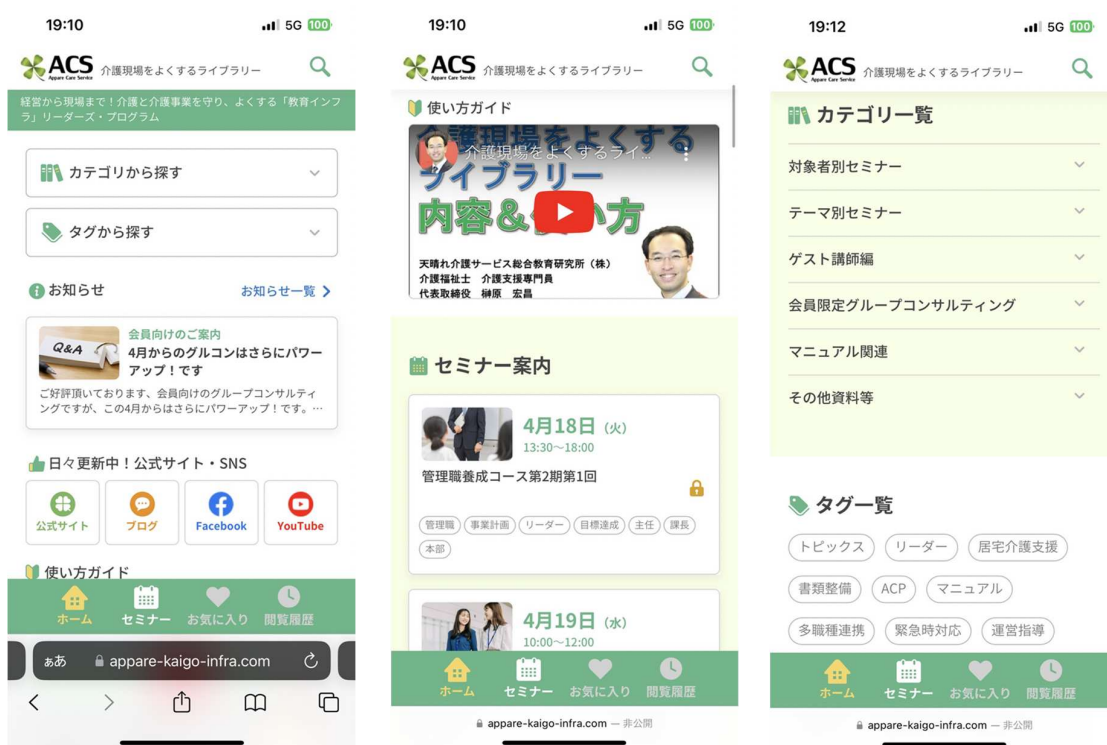 19:10
5G 100
ACS
Appare Care Service
介護現場をよくするライブラリー
経営から現場まで！介護と介護事業を守り、よくする「教育インフ
ラ」リーダーズ・プログラム
カテゴリから探す
タグから探す
お知らせ
お知らせ一覧
Q&A
会員向けのご案内
4月からのグルコンはさらにパワー
アップ！です
ご好評頂いております、会員向けのグループコンサルティ
ングですが、この4月からはさらにパワーアップ！です。…
日々更新中！公式サイト・SNS
公式サイト
ブログ
Facebook
YouTube
使い方ガイド
ホーム
セミナー
お気に入り
閲覧履歴
ぁあ
appare-kaigo-infra.com
19:10
5G 100
ACS
Appare Care Service
介護現場をよくするライブラリー
使い方ガイド
介護現場をよくする
介護現場をよくするライ...
ライブラリー
内容&使い方
天晴れ介護サービス総合教育研究所（株）
介護福祉士　介護支援専門員
代表取締役　榊原　宏昌
セミナー案内
4月18日（火）
13:30〜18:00
管理職養成コース第2期第1回
管理職
事業計画
リーダー
目標達成
主任
課長
本部
4月19日（水）
10:00〜12:00
ホーム
セミナー
お気に入り
閲覧履歴
appare-kaigo-infra.com — 非公開
19:12
5G 100
ACS
Appare Care Service
介護現場をよくするライブラリー
カテゴリ一覧
対象者別セミナー
テーマ別セミナー
ゲスト講師編
会員限定グループコンサルティング
マニュアル関連
その他資料等
タグ一覧
トピックス
リーダー
居宅介護支援
書類整備
ACP
マニュアル
多職種連携
緊急時対応
運営指導
ホーム
セミナー
お気に入り
閲覧履歴
appare-kaigo-infra.com — 非公開